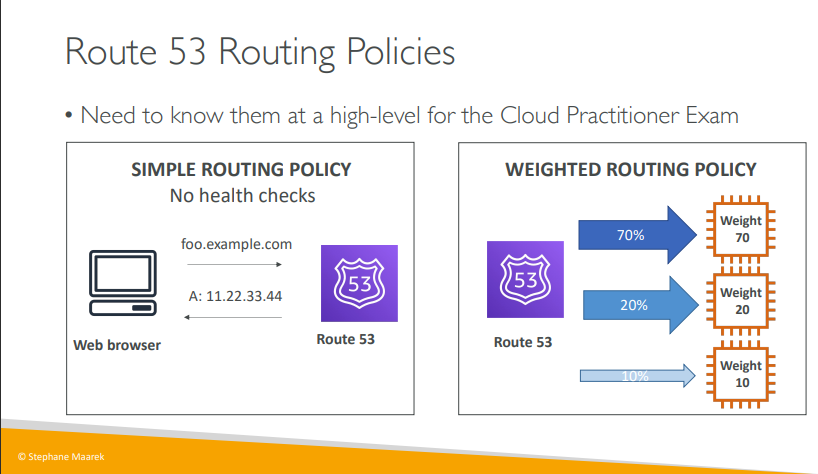 Route 53 Routing Policies
• Need to know them at a high-level for the Cloud Practitioner Exam
SIMPLE ROUTING POLICY
No health checks
foo.example.com
A: 11.22.33.44
53
Web browser
Route 53
WEIGHTED ROUTING POLICY
53
Route 53
70%
Weight
70
20%
Weight
20
10%
Weight
10
© Stephane Maarek